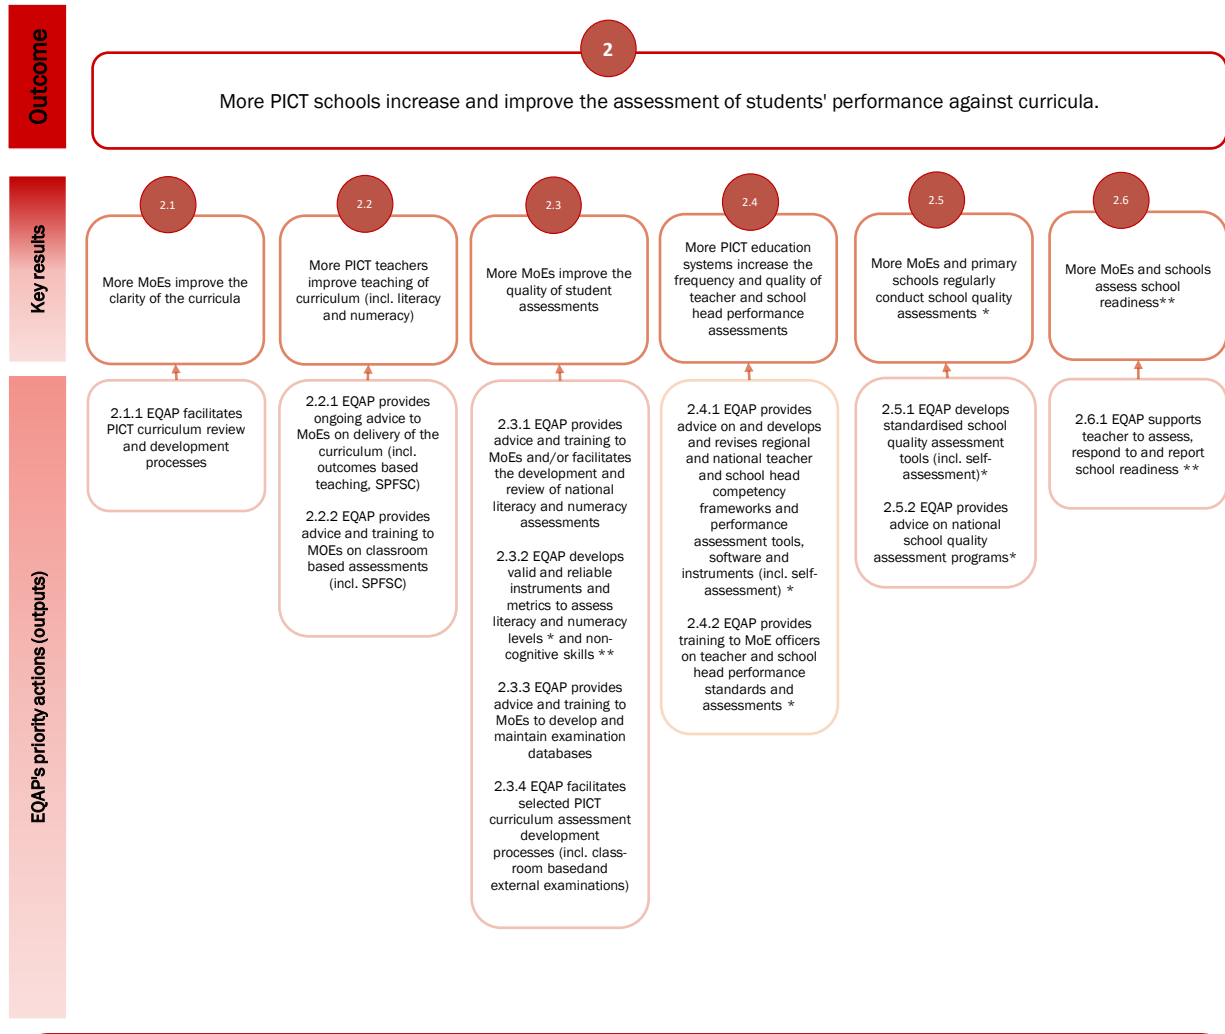 Outcome
2
More PICT schools increase and improve the assessment of students' performance against curricula.
Key results
2.1
More MoEs improve the
clarity of the curricula
2.2
More PICT teachers
improve teaching of
curriculum (incl. literacy
and numeracy)
2.3
More MoEs improve the
quality of student
assessments
2.4
More PICT education
systems increase the
frequency and quality of
teacher and school
head performance
assessments
2.5
More MoEs and primary
schools regularly
conduct school quality
assessments *
2.6
More MoEs and schools
assess school
readiness**
EQAP's priority actions (outputs)
2.1.1 EQAP facilitates
PICT curriculum review
and development
processes
2.2.1 EQAP provides
ongoing advice to
MoEs on delivery of the
curriculum (incl.
outcomes based
teaching, SPFSC)
2.2.2 EQAP provides
advice and training to
MOEs on classroom
based assessments
(incl. SPFSC)
2.3.1 EQAP provides
advice and training to
MoEs and/or facilitates
the development and
review of national
literacy and numeracy
assessments
2.3.2 EQAP develops
valid and reliable
instruments and
metrics to assess
literacy and numeracy
levels * and non-
cognitive skills **
2.3.3 EQAP provides
advice and training to
MoEs to develop and
maintain examination
databases
2.3.4 EQAP facilitates
selected PICT
curriculum assessment
development
processes (incl. class-
room basedand
external examinations)
2.4.1 EQAP provides
advice on and develops
and revises regional
and national teacher
and school head
competency
frameworks and
performance
assessment tools,
software and
instruments (incl. self-
assessment) *
2.4.2 EQAP provides
training to MoE officers
on teacher and school
head performance
standards and
assessments *
2.5.1 EQAP develops
standardised school
quality assessment
tools (incl. self-
assessment)*
2.5.2 EQAP provides
advice on national
school quality
assessment programs*
2.6.1 EQAP supports
teacher to assess,
respond to and report
school readiness **